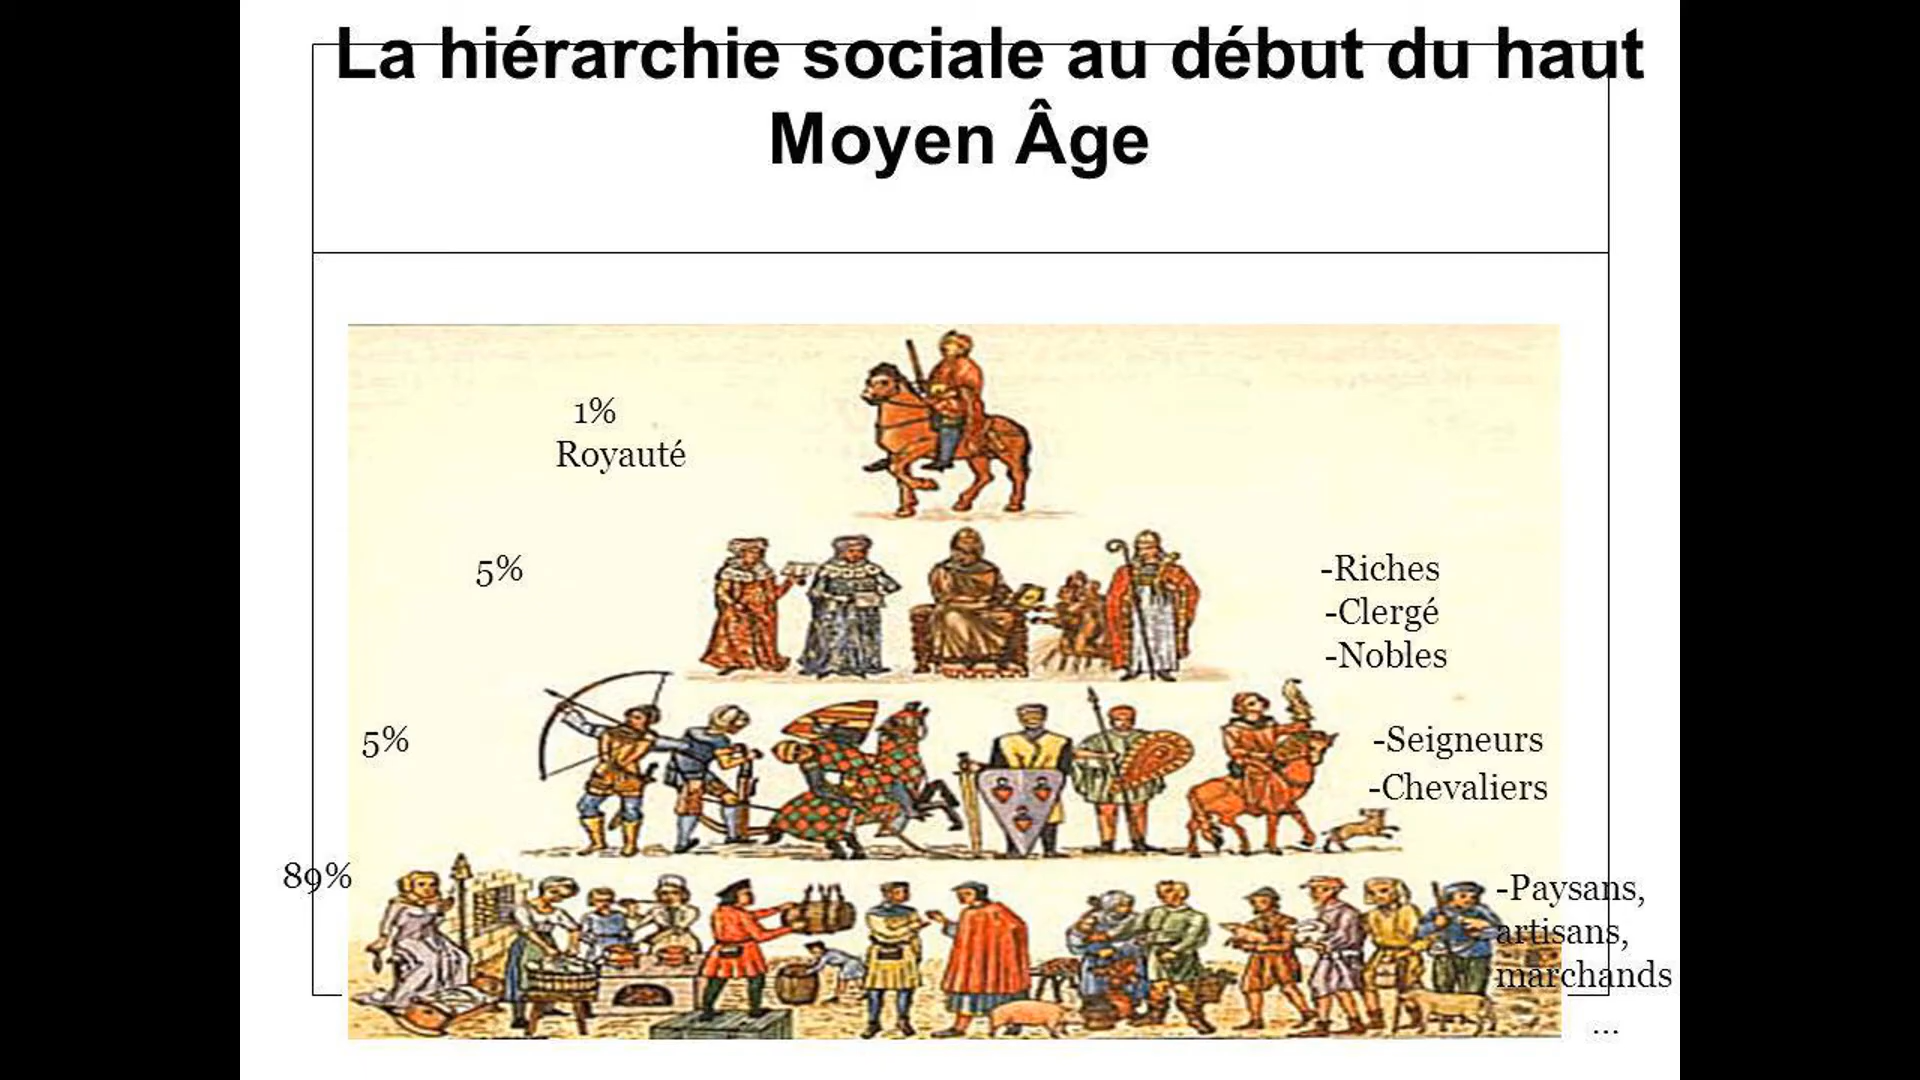 La hiérarchie sociale au début du haut
Moyen Âge
1%
Royauté
5%
-Riches
-Clergé
-Nobles
5%
-Seigneurs
-Chevaliers
89%
-Paysans,
artisans,
marchands
...